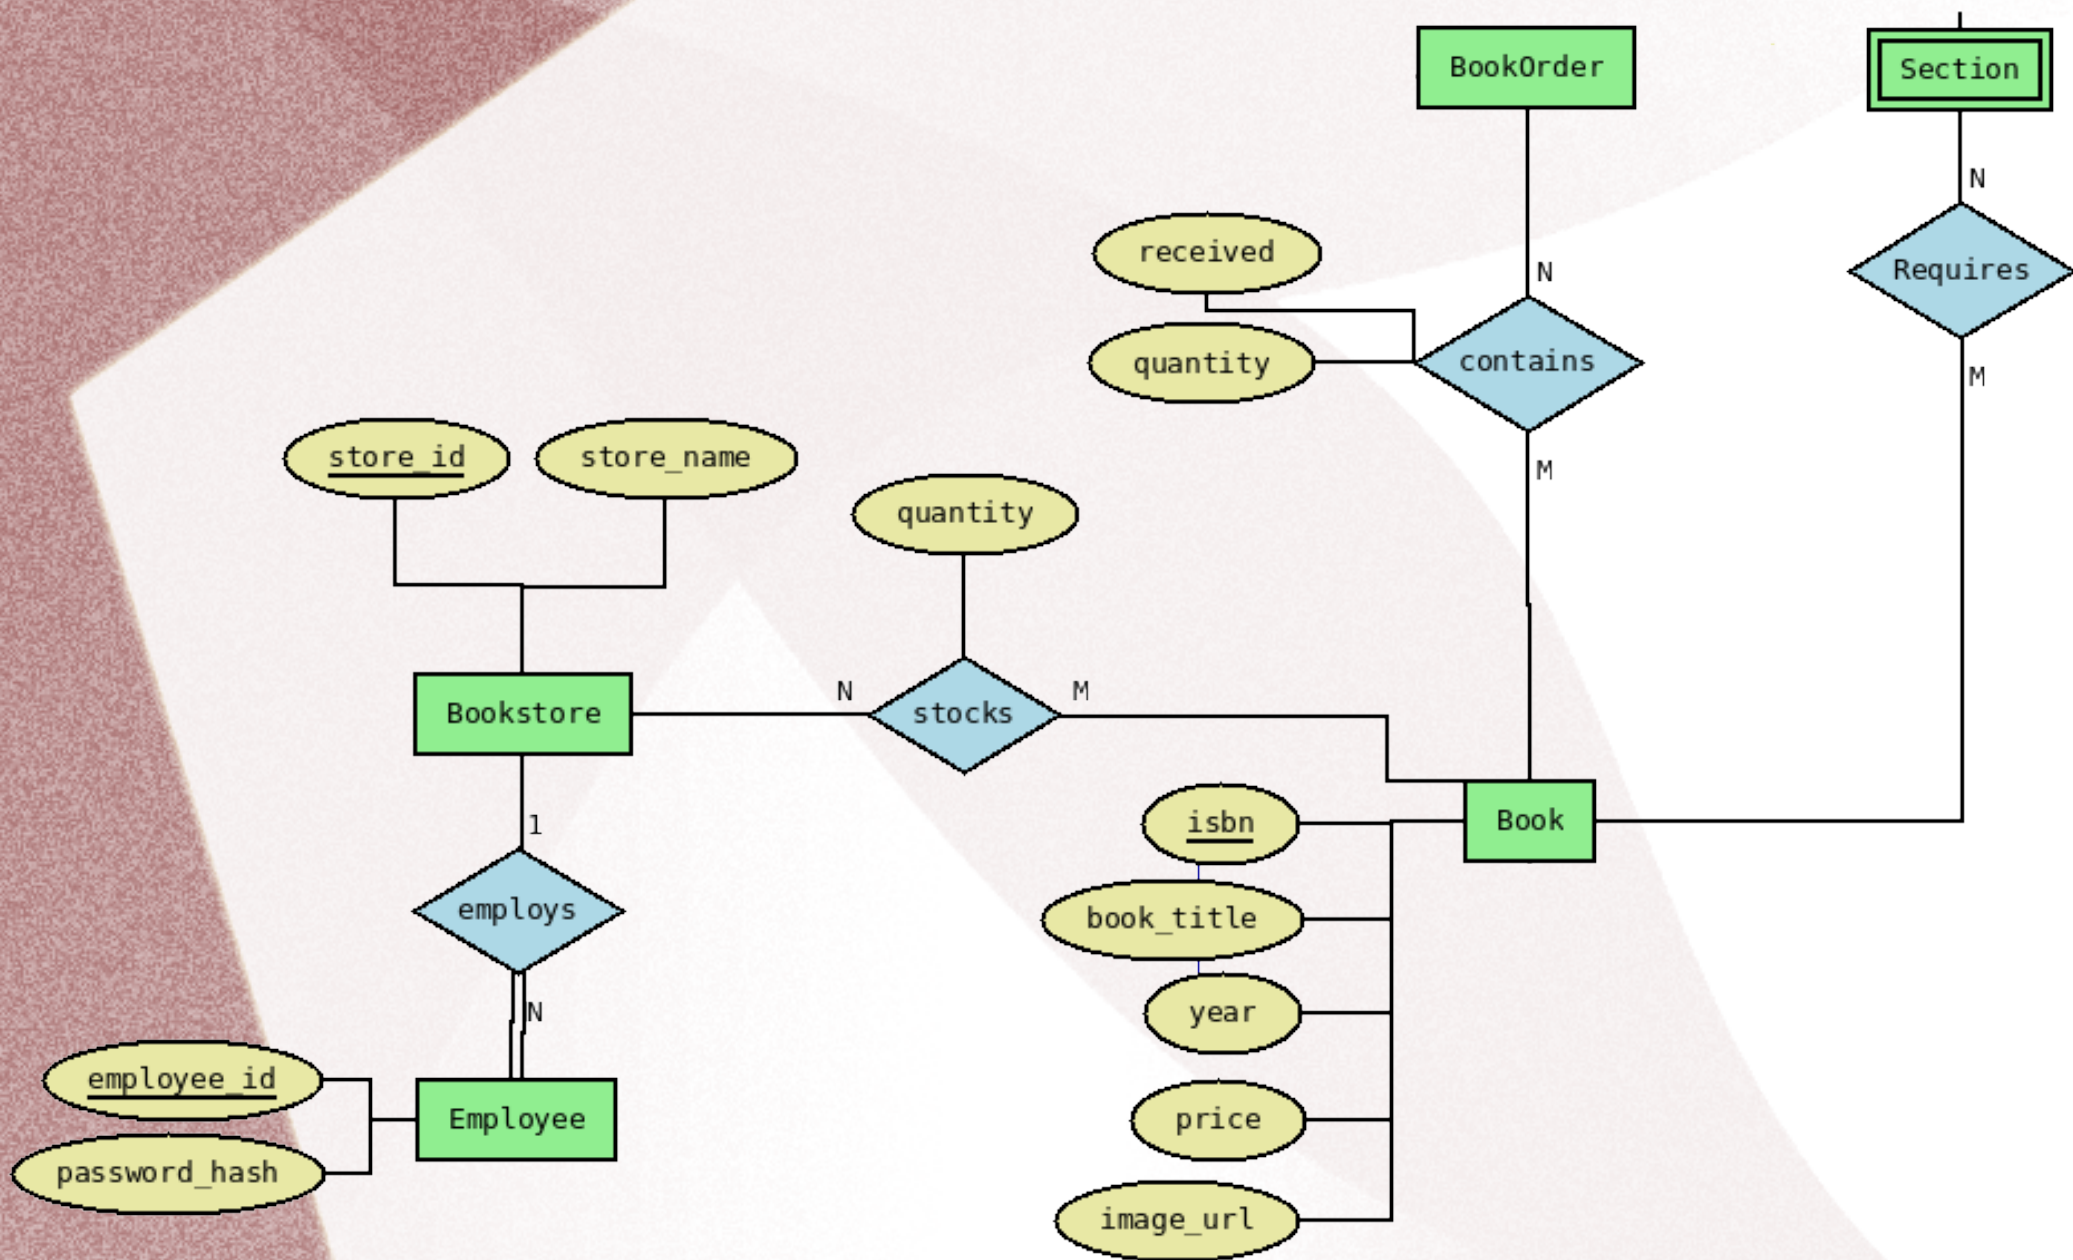 BookOrder
Section
N
received
N
Requires
quantity
contains
M
store_id
store_name
M
quantity
N
M
Bookstore
stocks
1
isbn
Book
employs
book_title
N
year
employee_id
Employee
price
password_hash
image_url